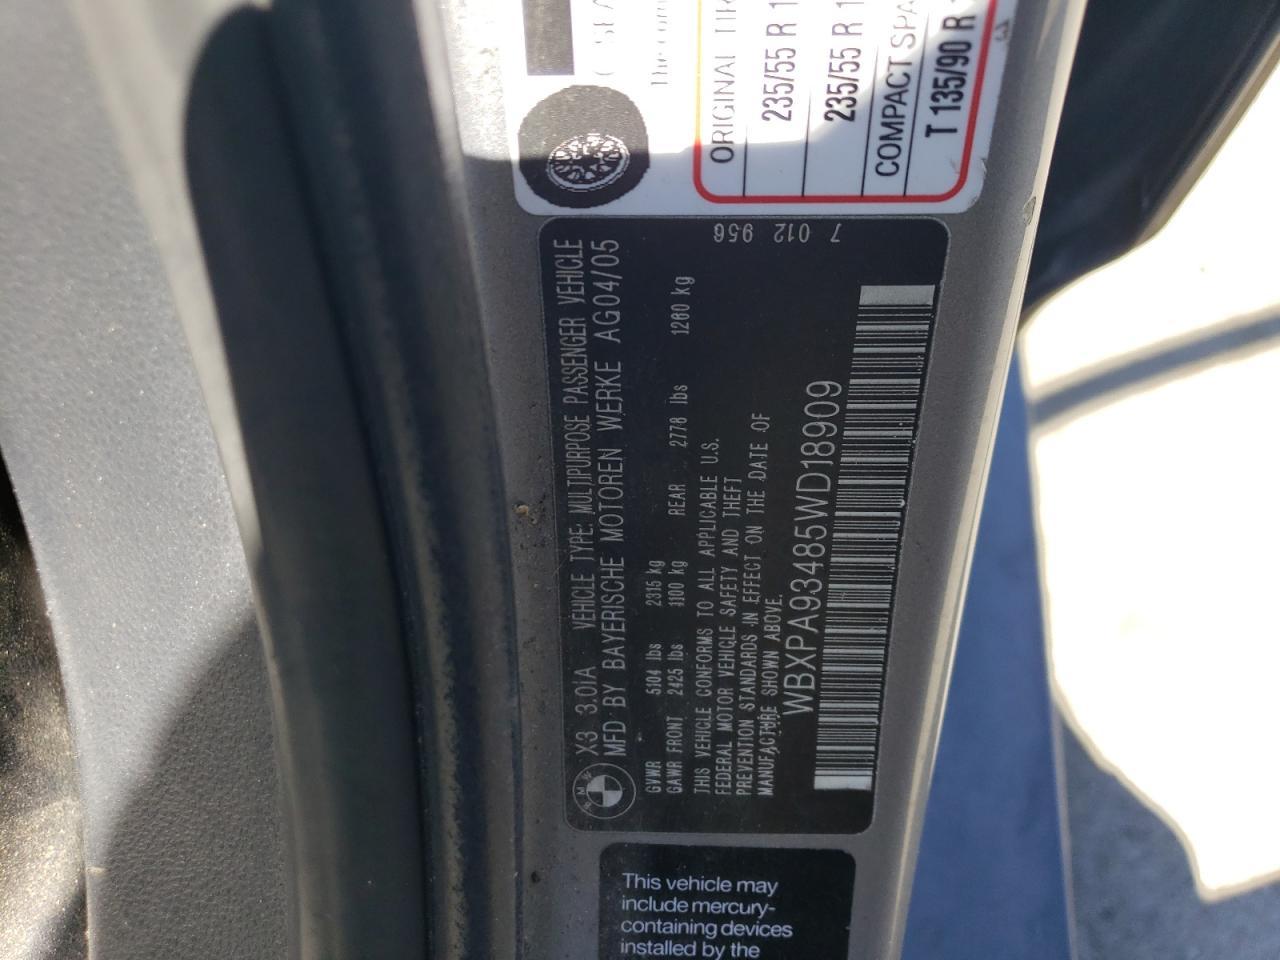 The com
ORIGINAL TIR
235/55 R 1
235/55 R 1
COMPACT SPA
T 135/90 R
7 012 956
X3 3.0iA VEHICLE TYPE: MULTIPURPOSE PASSENGER VEHICLE
MFD BY BAYERISCHE MOTOREN WERKE AG04/05
GVWR 5104 lbs 2315 kg
GAWR FRONT 2425 lbs 1100 kg REAR 2778 lbs 1260 kg
THIS VEHICLE CONFORMS TO ALL APPLICABLE U.S.
FEDERAL MOTOR VEHICLE SAFETY AND THEFT
PREVENTION STANDARDS IN EFFECT ON THE DATE OF
MANUFACTURE SHOWN ABOVE.
WBXPA93485WD18909
This vehicle may
include mercury-
containing devices
installed by the